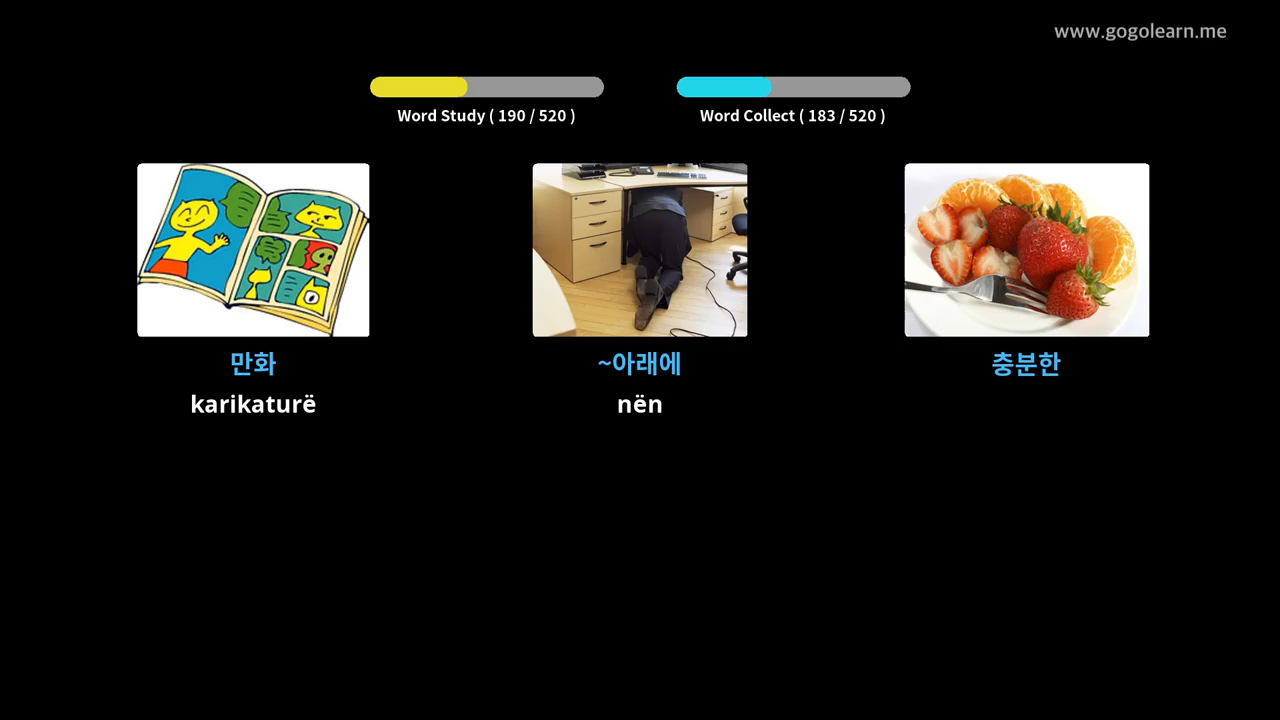 www.gogolearn.me
Word Study ( 190 / 520 )
Word Collect ( 183 / 520 )
만화
~아래에
충분한
karikaturë
nën